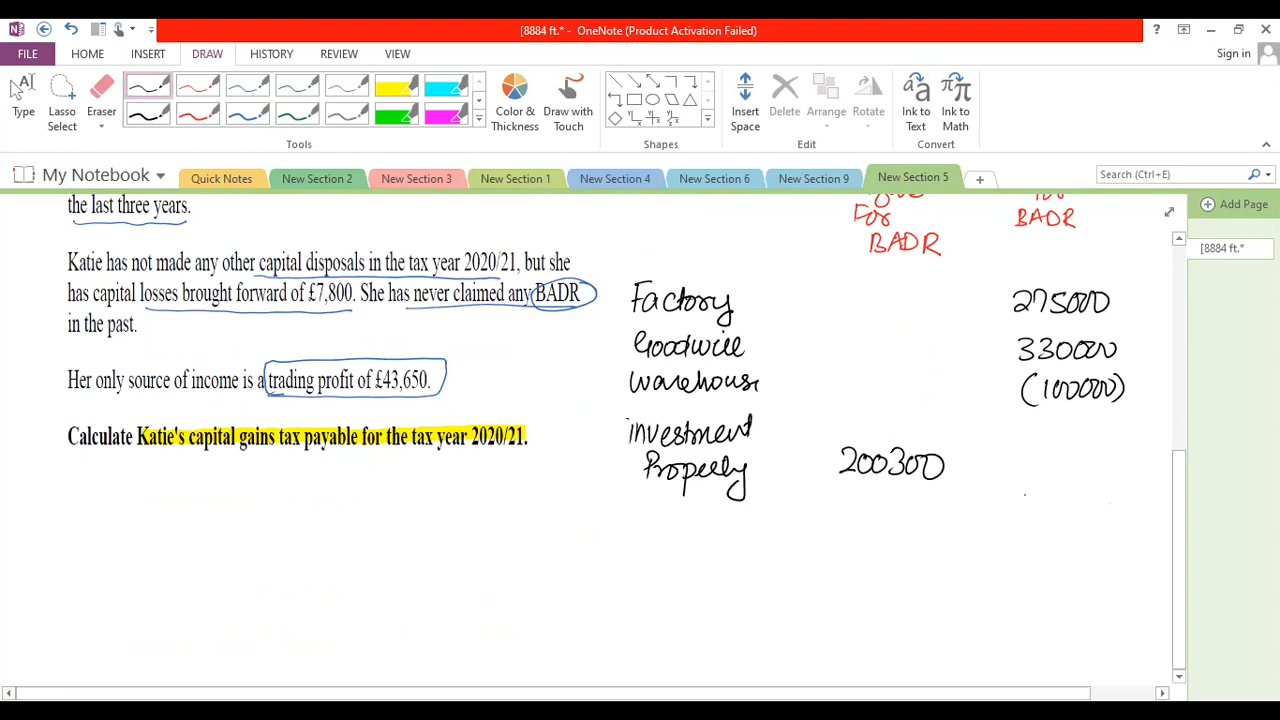 [8884 ft.* - OneNote (Product Activation Failed)
?
Sign in
FILE HOME INSERT DRAW HISTORY REVIEW VIEW
Type
Lasso Select
Eraser
Color & Thickness
Draw with Touch
Insert Space
Delete
Arrange
Rotate
Ink to Text
Ink to Math
Tools
Shapes
Edit
Convert
My Notebook
Quick Notes
New Section 2
New Section 3
New Section 1
New Section 4
New Section 6
New Section 9
New Section 5
Search (Ctrl+E)
Add Page
[8884 ft.*
the last three years.
For
BADR
BADR
Katie has not made any other capital disposals in the tax year 2020/21, but she
has capital losses brought forward of £7,800. She has never claimed any BADR
in the past.
Her only source of income is a trading profit of £43,650.
Calculate Katie's capital gains tax payable for the tax year 2020/21.
Factory 275000
Goodwill 330000
Warehouse (100000)
investment
Property 200300